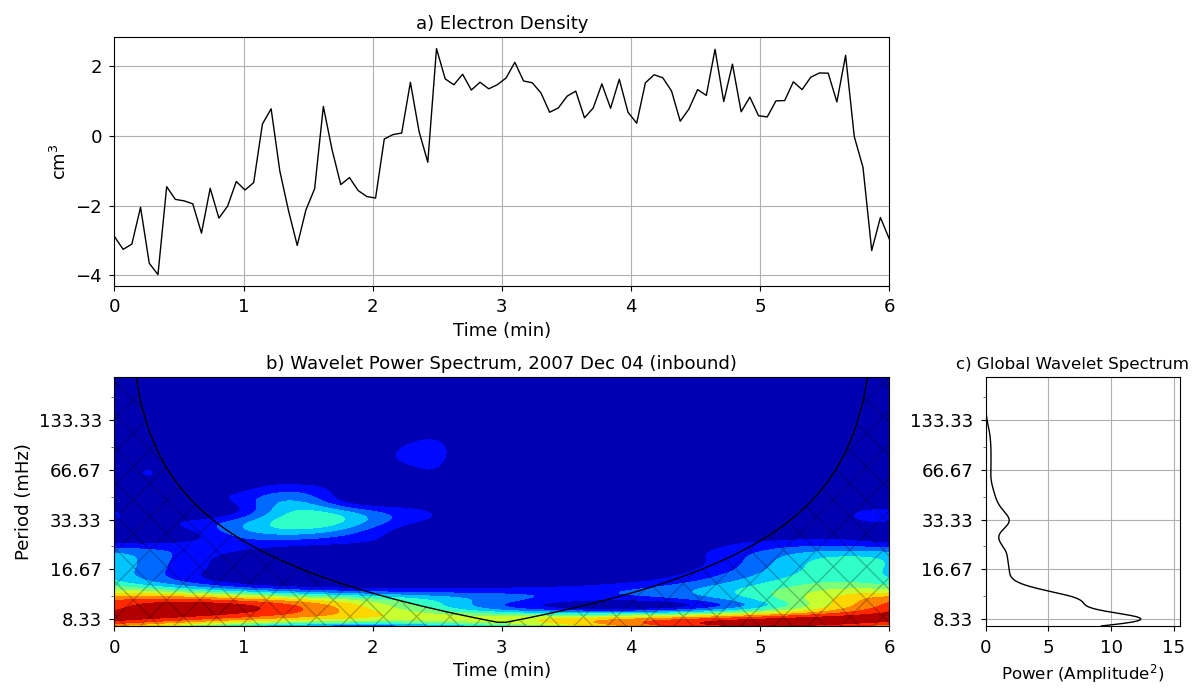 a) Electron Density
cm³
2
0
−2
−4
0 1 2 3 4 5 6
Time (min)
b) Wavelet Power Spectrum, 2007 Dec 04 (inbound)
Period (mHz)
133.33
66.67
33.33
16.67
8.33
0 1 2 3 4 5 6
Time (min)
c) Global Wavelet Spectrum
133.33
66.67
33.33
16.67
8.33
0 5 10 15
Power (Amplitude²)